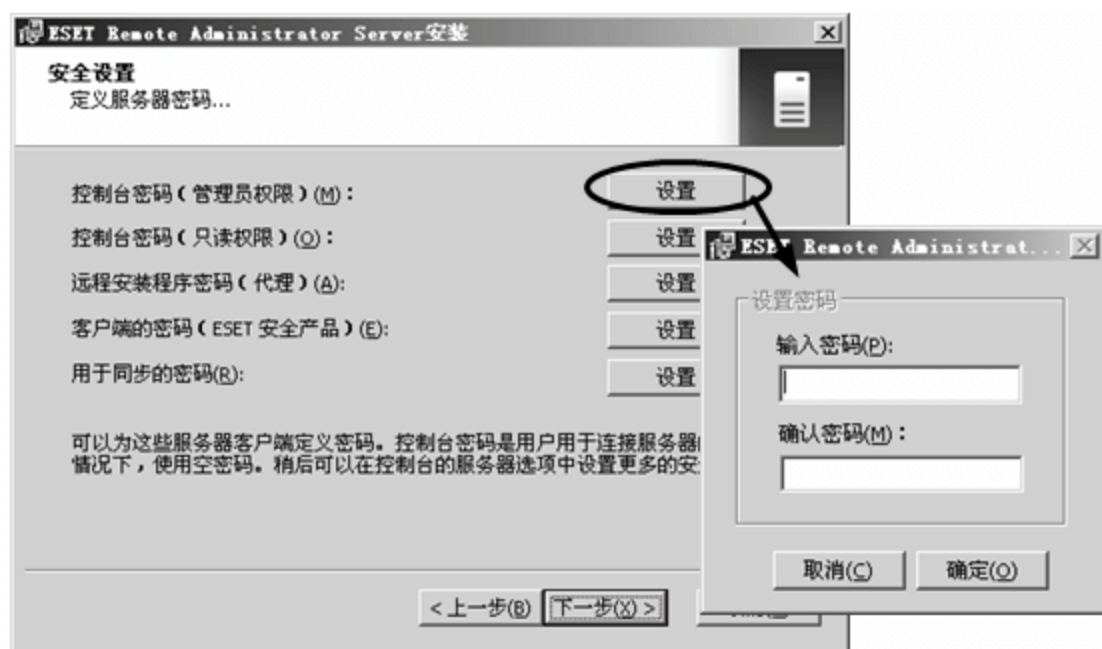 ESET Remote Administrator Server安装
安全设置
定义服务器密码...
控制台密码(管理员权限)(M): 设置
控制台密码(只读权限)(O): 设置
远程安装程序密码(代理)(A): 设置
客户端的密码(ESET 安全产品)(E): 设置
用于同步的密码(R): 设置
可以为这些服务器客户端定义密码。控制台密码是用户用于连接服务器
情况下,使用空密码。稍后可以在控制台的服务器选项中设置更多的安
<上一步(B) 下一步(X) >
ESET Remote Administrat...
设置密码
输入密码(P):
确认密码(M):
取消(C) 确定(O)